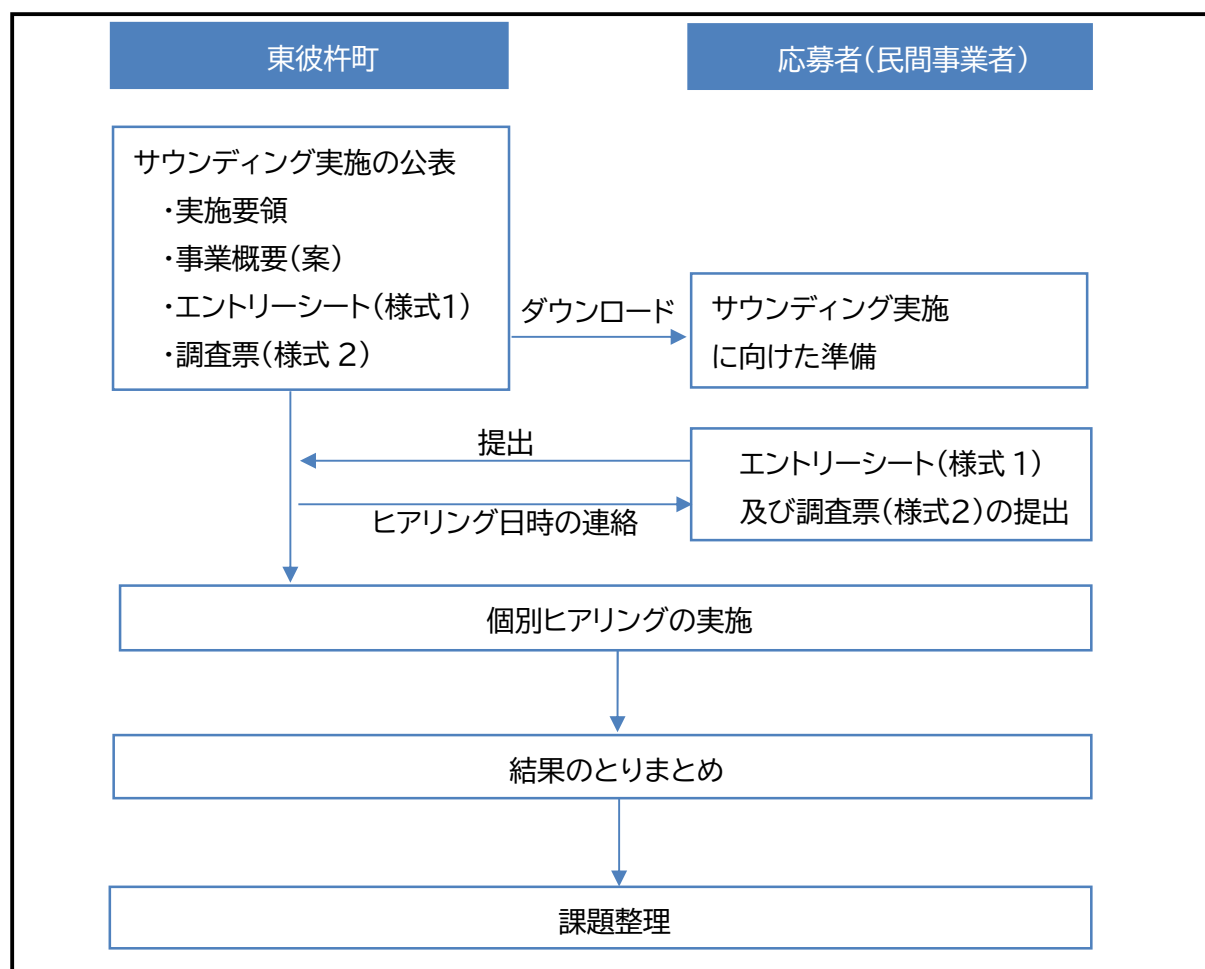 東彼杵町
応募者(民間事業者)
サウンディング実施の公表
・実施要領
・事業概要(案)
・エントリーシート(様式1)
・調査票(様式2)
ダウンロード
サウンディング実施
に向けた準備
提出
エントリーシート(様式1)
及び調査票(様式2)の提出
ヒアリング日時の連絡
個別ヒアリングの実施
結果のとりまとめ
課題整理